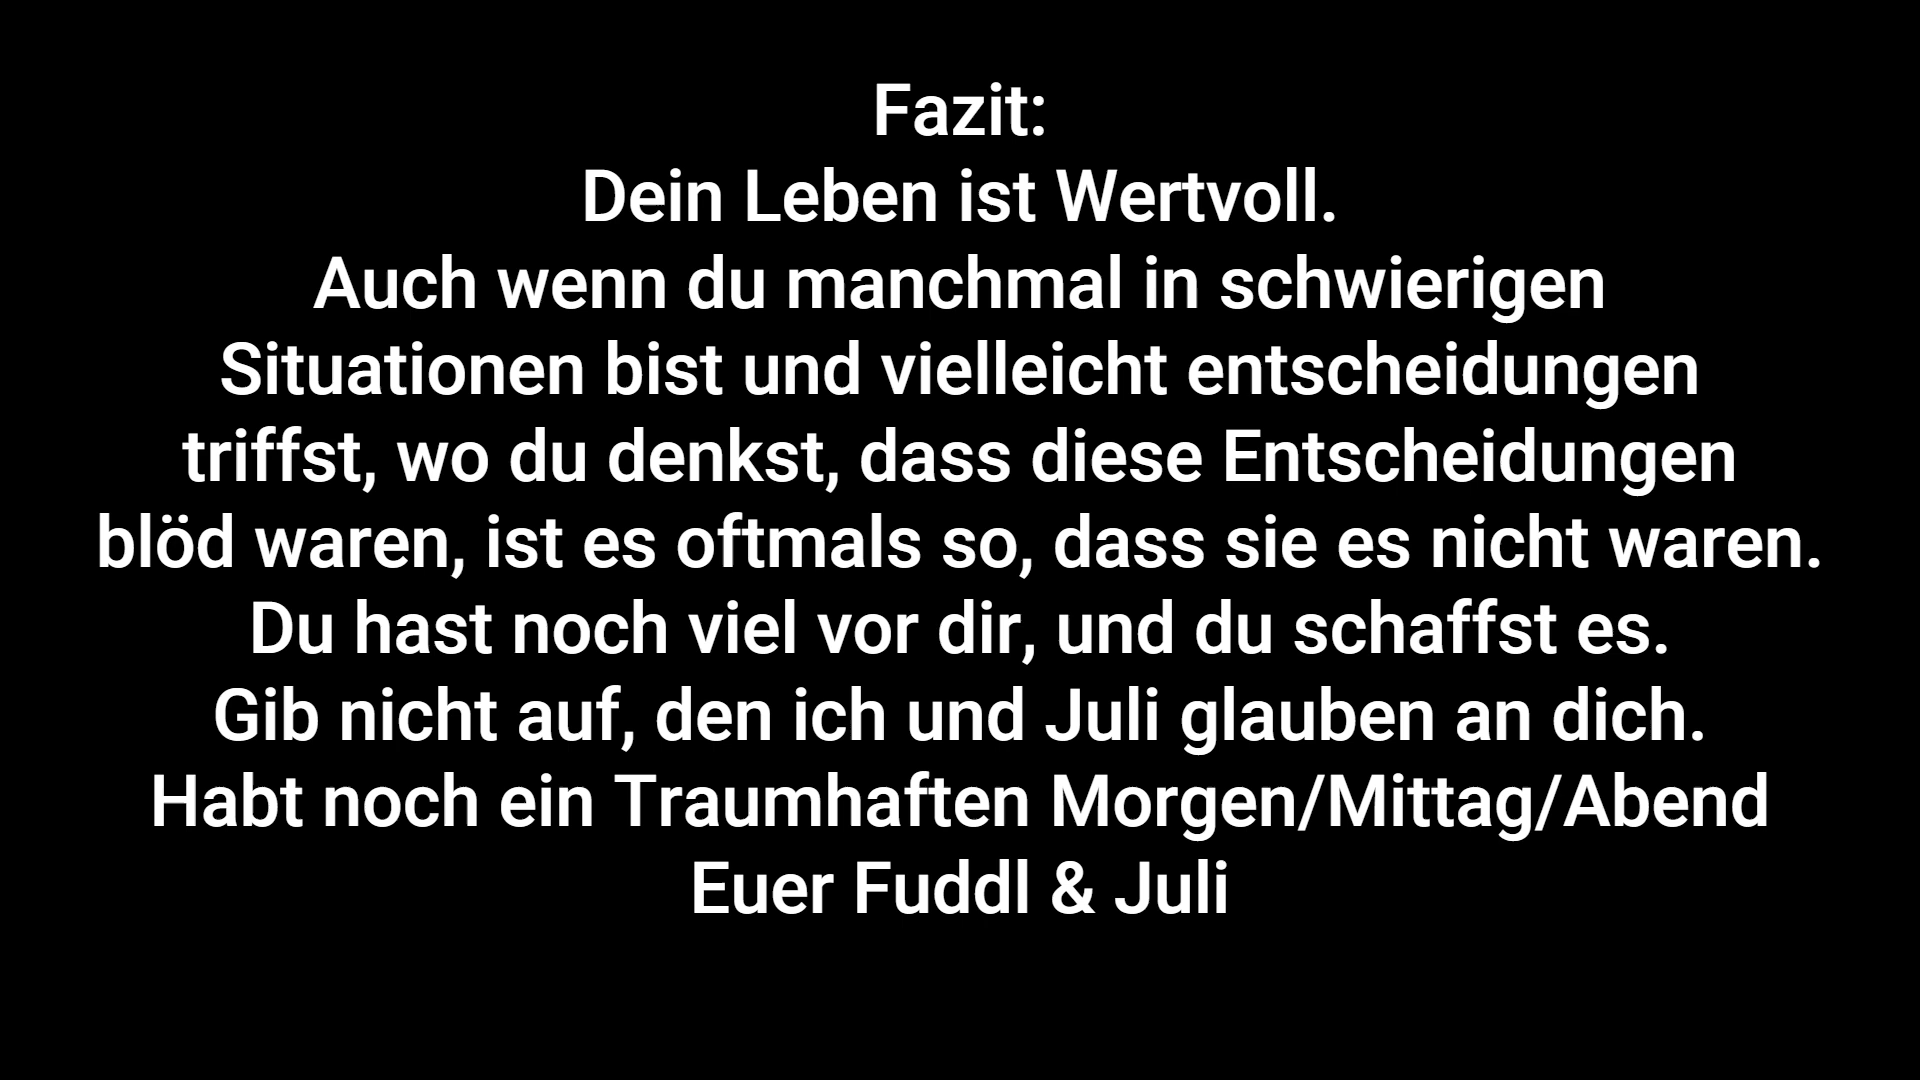 Fazit:
Dein Leben ist Wertvoll.
Auch wenn du manchmal in schwierigen
Situationen bist und vielleicht entscheidungen
triffst, wo du denkst, dass diese Entscheidungen
blöd waren, ist es oftmals so, dass sie es nicht waren.
Du hast noch viel vor dir, und du schaffst es.
Gib nicht auf, den ich und Juli glauben an dich.
Habt noch ein Traumhaften Morgen/Mittag/Abend
Euer Fuddl & Juli